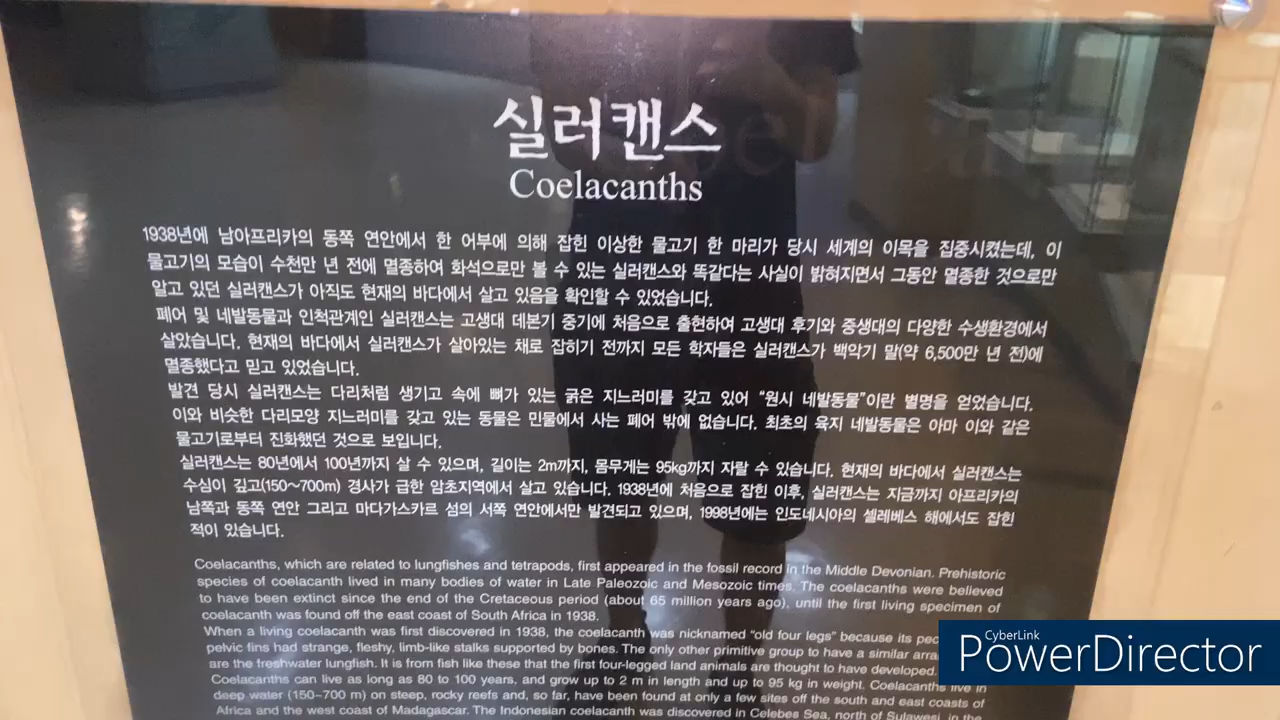 실러캔스
Coelacanths
1938년에 남아프리카의 동쪽 연안에서 한 어부에 의해 잡힌 이상한 물고기 한 마리가 당시 세계의 이목을 집중시켰는데, 이
물고기의 모습이 수천만 년 전에 멸종하여 화석으로만 볼 수 있는 실러캔스와 똑같다는 사실이 밝혀지면서 그동안 멸종한 것으로만
알고 있던 실러캔스가 아직도 현재의 바다에서 살고 있음을 확인할 수 있었습니다.
폐어 및 네발동물과 인척관계인 실러캔스는 고생대 데본기 중기에 처음으로 출현하여 고생대 후기와 중생대의 다양한 수생환경에서
살았습니다. 현재의 바다에서 실러캔스가 살아있는 채로 잡히기 전까지 모든 학자들은 실러캔스가 백악기 말(약 6,500만 년 전)에
멸종했다고 믿고 있었습니다.
발견 당시 실러캔스는 다리처럼 생기고 속에 뼈가 있는 굵은 지느러미를 갖고 있어 “원시 네발동물”이란 별명을 얻었습니다.
이와 비슷한 다리모양 지느러미를 갖고 있는 동물은 민물에서 사는 폐어 밖에 없습니다. 최초의 육지 네발동물은 아마 이와 같은
물고기로부터 진화했던 것으로 보입니다.
실러캔스는 80년에서 100년까지 살 수 있으며, 길이는 2m까지, 몸무게는 95kg까지 자랄 수 있습니다. 현재의 바다에서 실러캔스는
수심이 깊고(150~700m) 경사가 급한 암초지역에서 살고 있습니다. 1938년에 처음으로 잡힌 이후, 실러캔스는 지금까지 아프리카의
남쪽과 동쪽 연안 그리고 마다가스카르 섬의 서쪽 연안에서만 발견되고 있으며, 1998년에는 인도네시아의 셀레베스 해에서도 잡힌
적이 있습니다.
Coelacanths, which are related to lungfishes and tetrapods, first appeared in the fossil record in the Middle Devonian. Prehistoric
species of coelacanth lived in many bodies of water in Late Paleozoic and Mesozoic times. The coelacanths were believed
to have been extinct since the end of the Cretaceous period (about 65 million years ago), until the first living specimen of
coelacanth was found off the east coast of South Africa in 1938.
When a living coelacanth was first discovered in 1938, the coelacanth was nicknamed “old four legs” because its
pelvic fins had strange, fleshy, limb-like stalks supported by bones. The only other primitive group to have a similar
are the freshwater lungfish. It is from fish like these that the first four-legged land animals are thought to have developed.
Coelacanths can live as long as 80 to 100 years, and grow up to 2 m in length and up to 95 kg in weight. Coelacanths live in
deep water (150–700 m) on steep, rocky reefs and, so far, have been found at only a few sites off the south and east coasts of
Africa and the west coast of Madagascar. The Indonesian coelacanth was discovered in Celebes Sea, north of Sulawesi, in the
CyberLink
PowerDirector